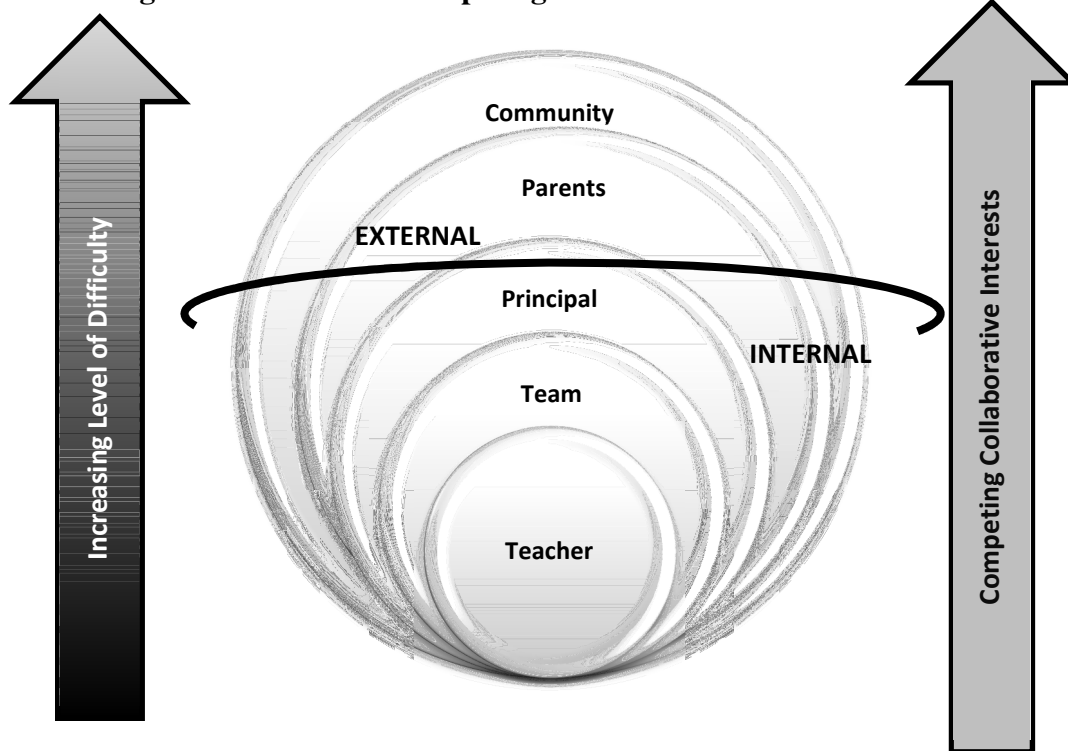 Community
Parents
EXTERNAL
Principal
INTERNAL
Team
Teacher
Increasing Level of Difficulty
Competing Collaborative Interests